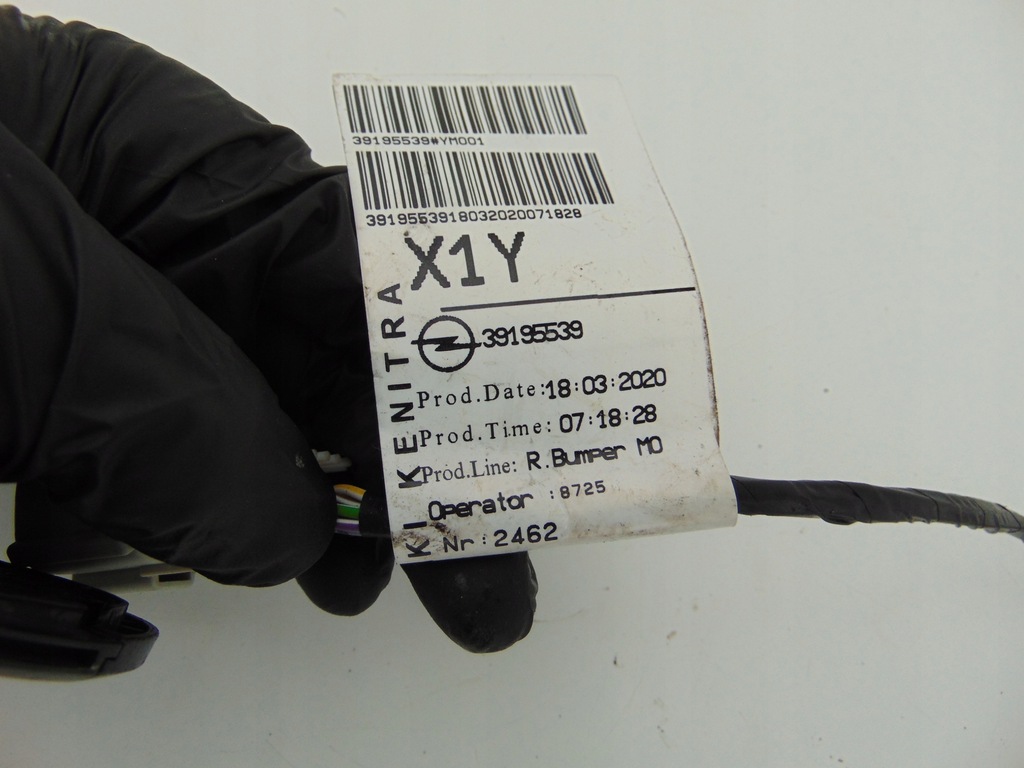 39195539#YM001
3919553918032020071828
X1Y
KI KENITRA
39195539
Prod.Date:18:03:2020
Prod.Time: 07:18:28
Prod.Line: R.Bumper MO
Operator :8725
Nr:2462